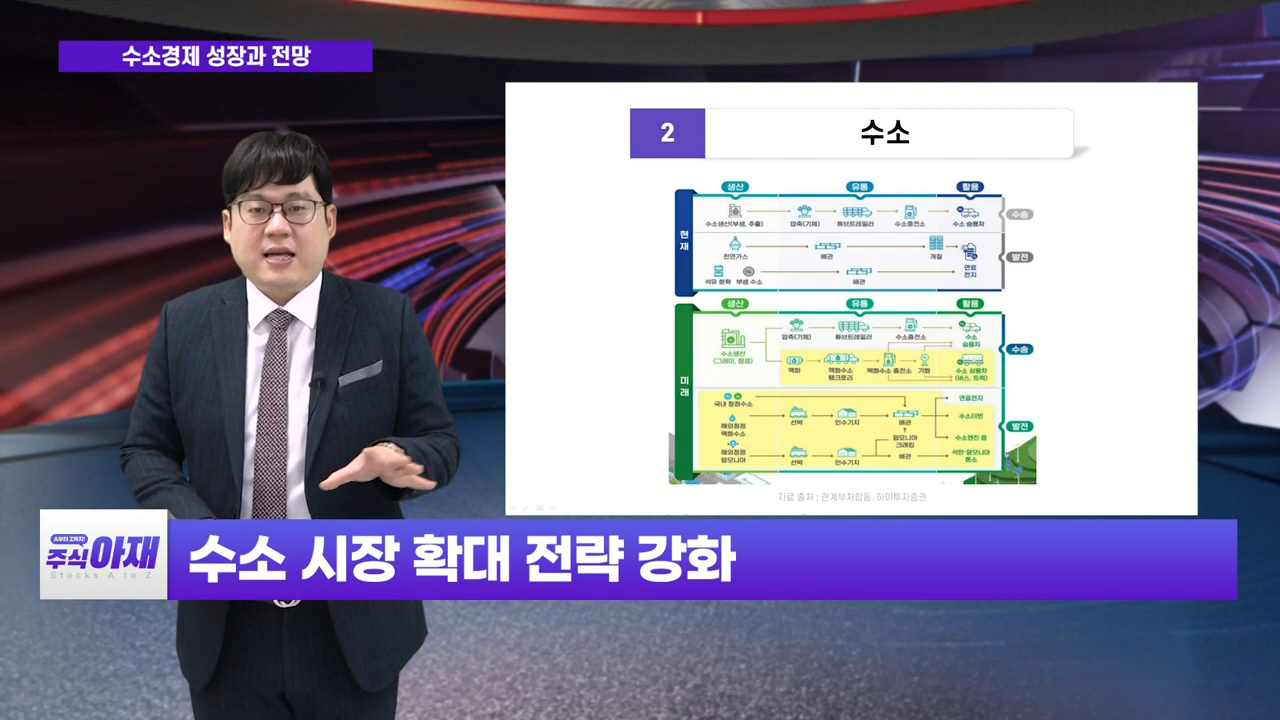 수소경제 성장과 전망
2
수소
생산
유통
활용
현재
수소생산(부생, 추출)
압축(기체)
튜브트레일러
수소충전소
수소 승용차
수송
천연가스
배관
개질
연료
전지
발전
석유 화학
부생 수소
배관
생산
유통
활용
미래
수소생산
(그레이, 청정)
압축(기체)
튜브트레일러
수소충전소
수소
승용차
수송
액화
액화수소
탱크로리
액화수소 충전소
기화
수소 상용차
(버스, 트럭)
국내 청정수소
연료전지
해외청정
액화수소
선박
인수기지
배관
수소터빈
발전
암모니아
크래킹
수소엔진 등
해외청정
암모니아
선박
인수기지
배관
석탄·암모니아
혼소
자료 출처 : 관계부처합동, 하이투자증권
A부터 Z까지!
주식아재
Stocks A to Z
수소 시장 확대 전략 강화